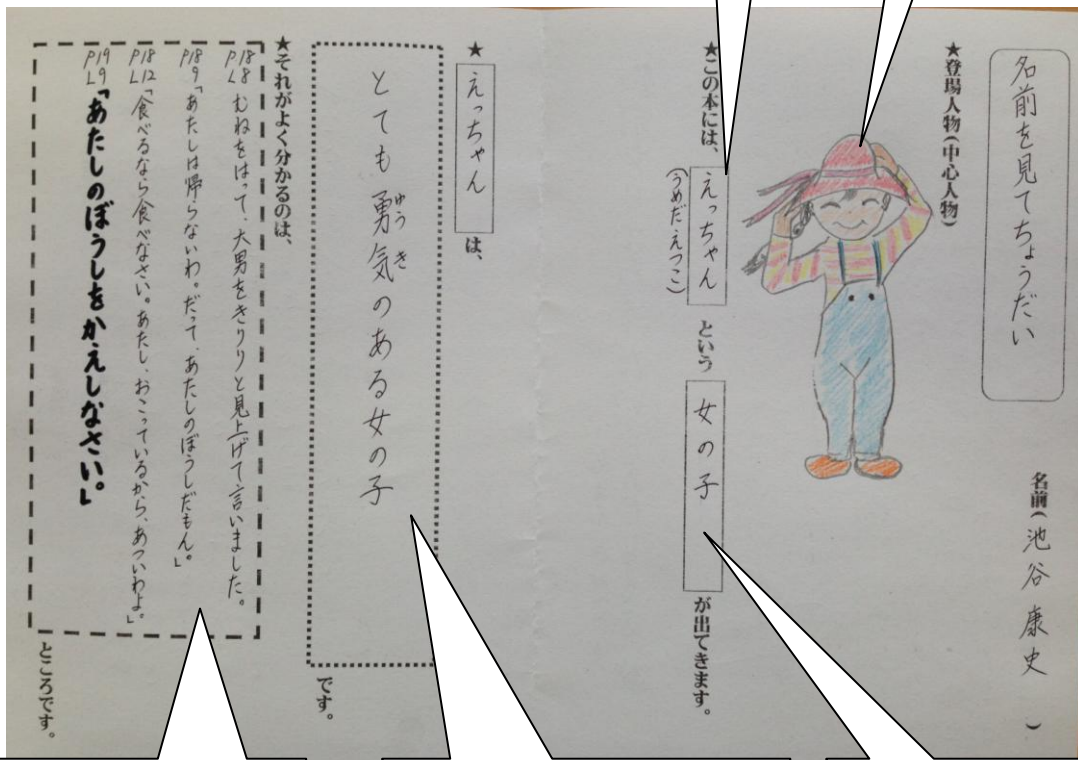 名前を見てちょうだい
名前(池谷 康史 )
★登場人物(中心人物)
★この本には、えっちゃんという女の子が出てきます。
(うめだえつこ)
★えっちゃんは、
とても勇気のある女の子です。
ゆうき
★それがよく分かるのは、
P18 L8 むねをはって、大男をきりりと見上げて言いました。
P18 9「あたしは帰らないわ。だって、あたしのぼうしだもん。」
P18 L12「食べるなら食べなさい。あたし、おこっているから、あついわよ。」
P19 L9「あたしのぼうしをかえしなさい。」
ところです。